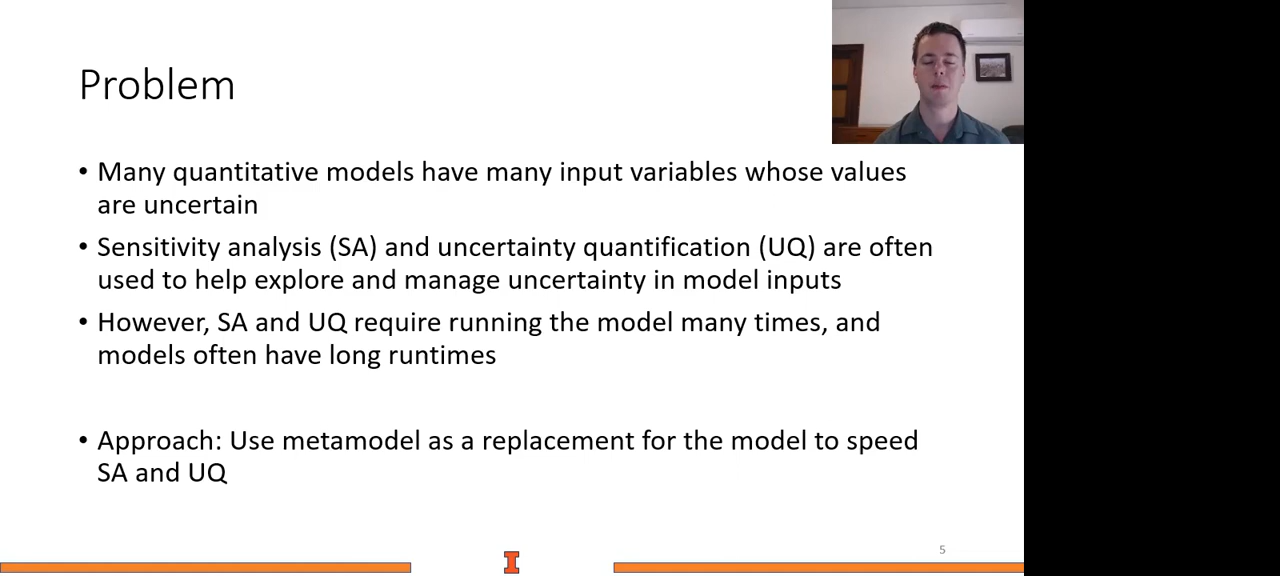 Problem
• Many quantitative models have many input variables whose values
are uncertain
• Sensitivity analysis (SA) and uncertainty quantification (UQ) are often
used to help explore and manage uncertainty in model inputs
• However, SA and UQ require running the model many times, and
models often have long runtimes
• Approach: Use metamodel as a replacement for the model to speed
SA and UQ
5
I